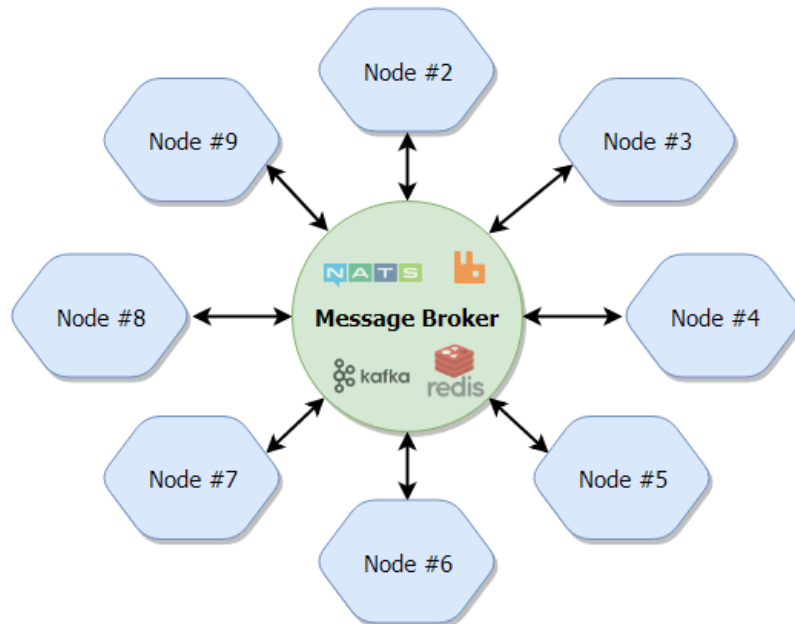 Node #2
Node #9
Node #3
NATS
Node #8
Message Broker
Node #4
kafka
redis
Node #7
Node #5
Node #6